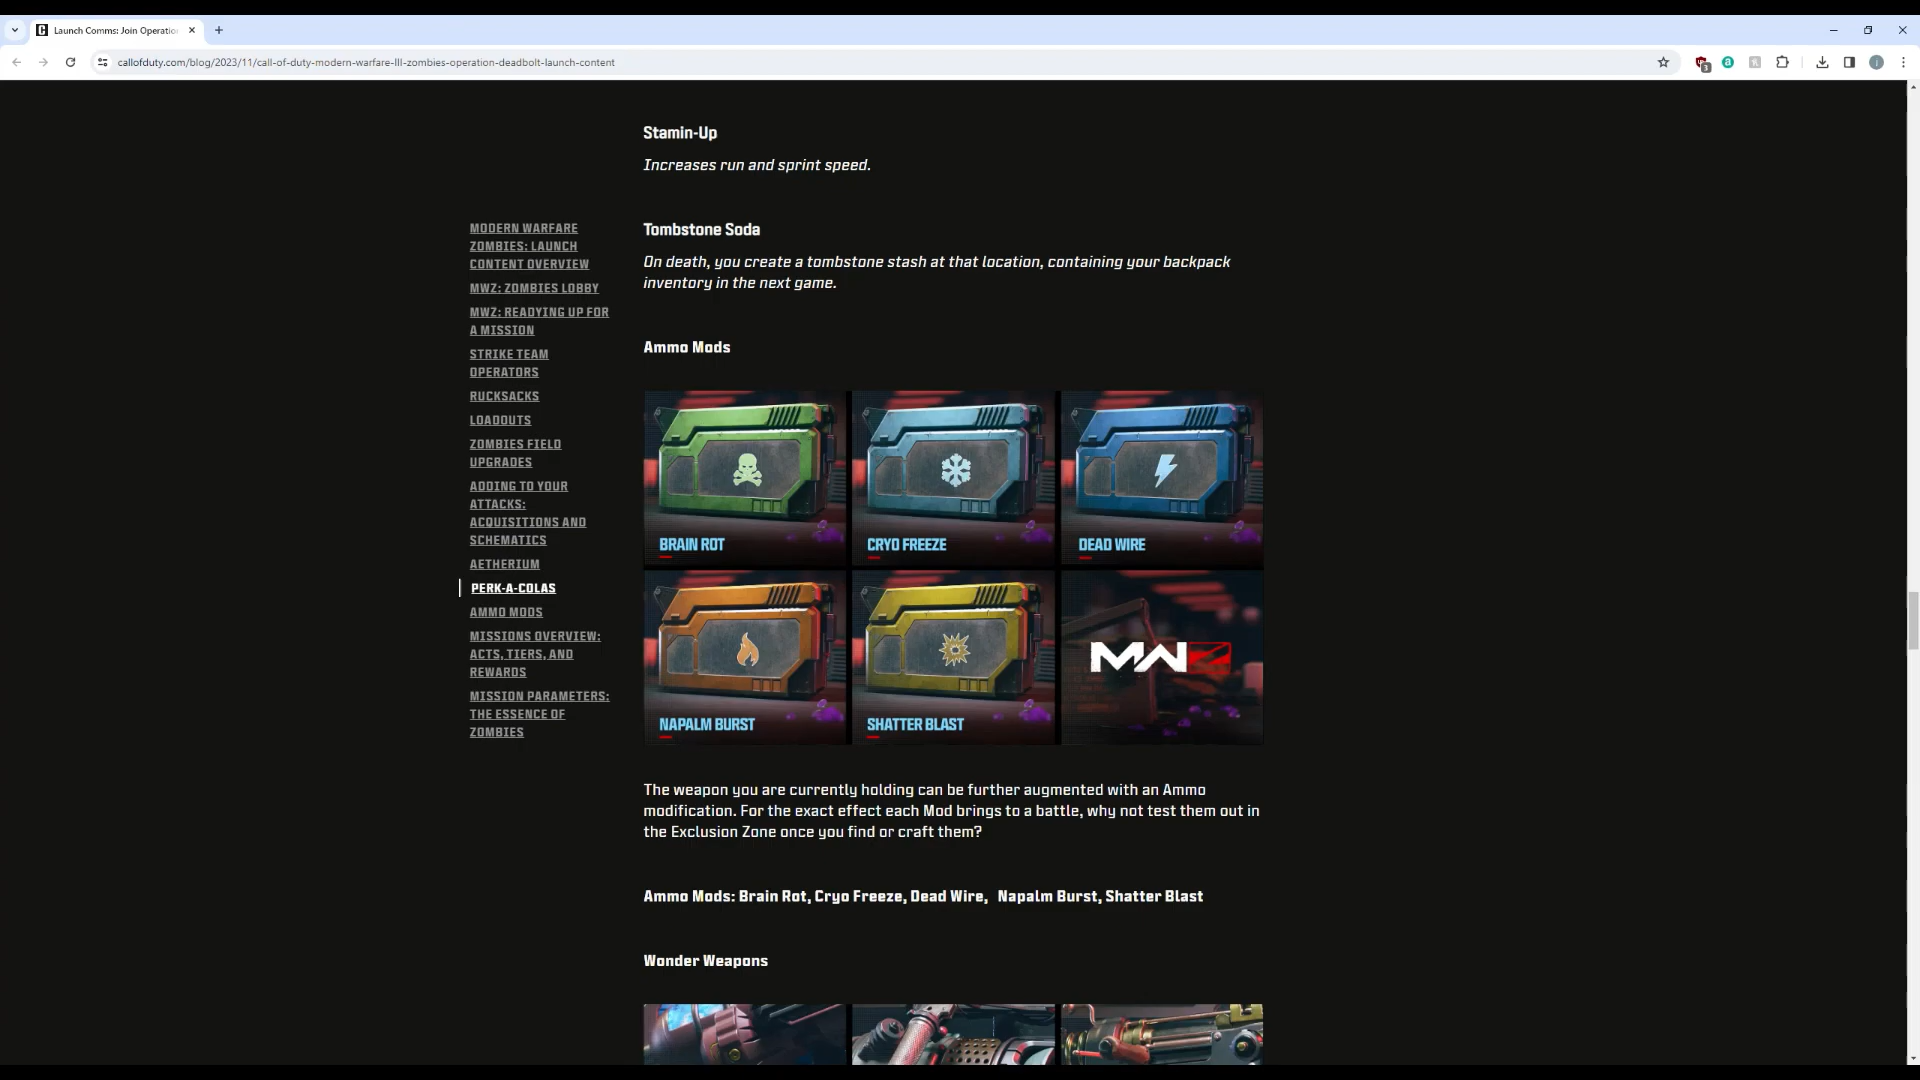 Launch Comms: Join Operatio
callofduty.com/blog/2023/11/call-of-duty-modern-warfare-III-zombies-operation-deadbolt-launch-content
3
a
i
Stamin-Up
Increases run and sprint speed.
MODERN WARFARE
ZOMBIES: LAUNCH
CONTENT OVERVIEW
MWZ: ZOMBIES LOBBY
MWZ: READYING UP FOR
A MISSION
STRIKE TEAM
OPERATORS
RUCKSACKS
LOADOUTS
ZOMBIES FIELD
UPGRADES
ADDING TO YOUR
ATTACKS:
ACQUISITIONS AND
SCHEMATICS
AETHERIUM
PERK-A-COLAS
AMMO MODS
MISSIONS OVERVIEW:
ACTS, TIERS, AND
REWARDS
MISSION PARAMETERS:
THE ESSENCE OF
ZOMBIES
Tombstone Soda
On death, you create a tombstone stash at that location, containing your backpack
inventory in the next game.
Ammo Mods
BRAIN ROT
CRYO FREEZE
DEAD WIRE
NAPALM BURST
SHATTER BLAST
MWZ
The weapon you are currently holding can be further augmented with an Ammo
modification. For the exact effect each Mod brings to a battle, why not test them out in
the Exclusion Zone once you find or craft them?
Ammo Mods: Brain Rot, Cryo Freeze, Dead Wire,  Napalm Burst, Shatter Blast
Wonder Weapons